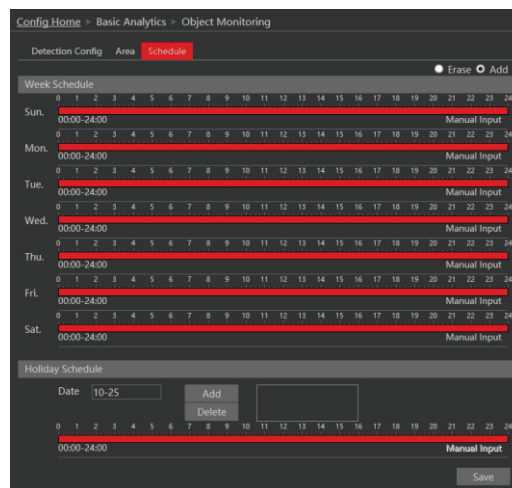 Config Home ▸ Basic Analytics ▸ Object Monitoring
Detection Config Area Schedule
Erase Add
Week Schedule
0 1 2 3 4 5 6 7 8 9 10 11 12 13 14 15 16 17 18 19 20 21 22 23 24
Sun.
00:00-24:00 Manual Input
0 1 2 3 4 5 6 7 8 9 10 11 12 13 14 15 16 17 18 19 20 21 22 23 24
Mon.
00:00-24:00 Manual Input
0 1 2 3 4 5 6 7 8 9 10 11 12 13 14 15 16 17 18 19 20 21 22 23 24
Tue.
00:00-24:00 Manual Input
0 1 2 3 4 5 6 7 8 9 10 11 12 13 14 15 16 17 18 19 20 21 22 23 24
Wed.
00:00-24:00 Manual Input
0 1 2 3 4 5 6 7 8 9 10 11 12 13 14 15 16 17 18 19 20 21 22 23 24
Thu.
00:00-24:00 Manual Input
0 1 2 3 4 5 6 7 8 9 10 11 12 13 14 15 16 17 18 19 20 21 22 23 24
Fri.
00:00-24:00 Manual Input
0 1 2 3 4 5 6 7 8 9 10 11 12 13 14 15 16 17 18 19 20 21 22 23 24
Sat.
00:00-24:00 Manual Input
Holiday Schedule
Date 10-25 Add
Delete
0 1 2 3 4 5 6 7 8 9 10 11 12 13 14 15 16 17 18 19 20 21 22 23 24
00:00-24:00 Manual Input
Save